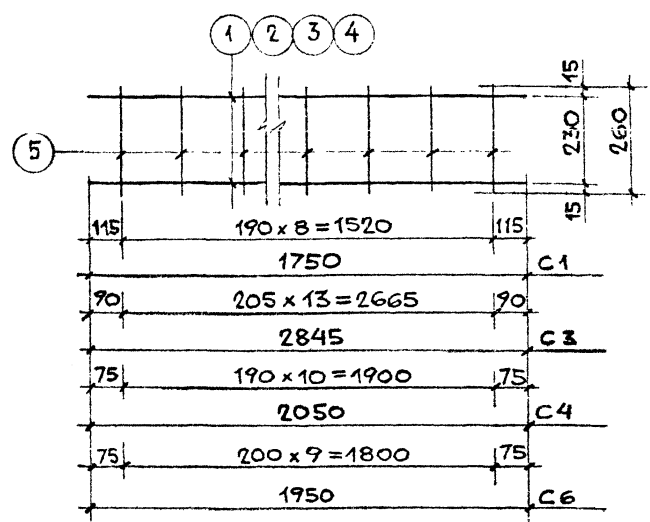 1 2 3 4
15
5
230
260
15
115 190 x 8 = 1520 115
1750 C1
90 205 x 13 = 2665 90
2845 C3
75 190 x 10 = 1900 75
2050 C4
75 200 x 9 = 1800 75
1950 C6